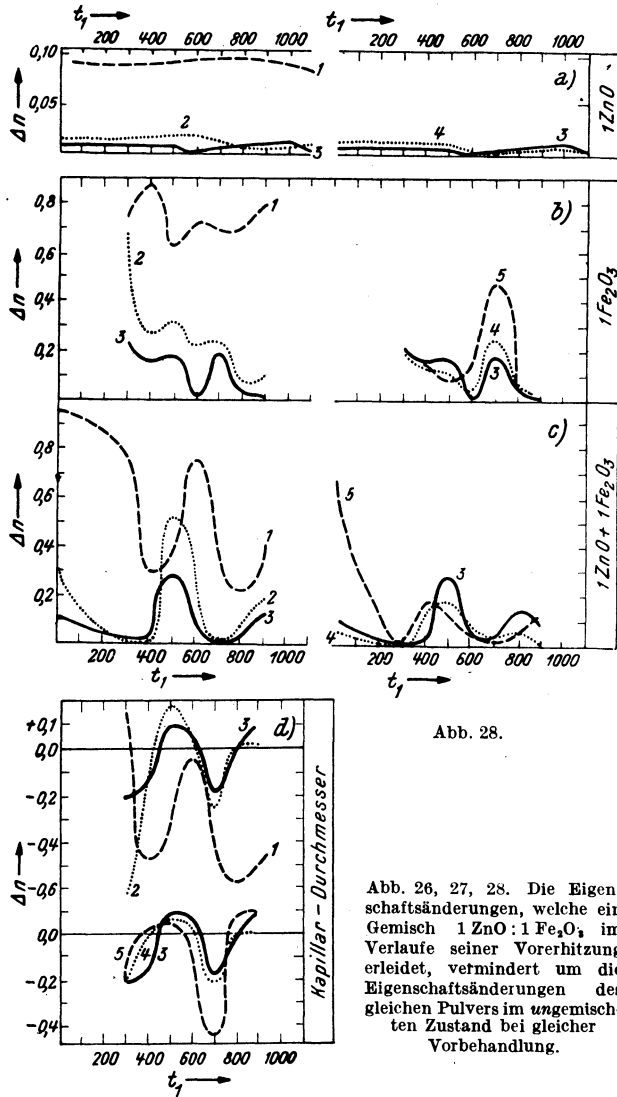 t₁ →
0 200 400 600 800 1000
200 400 600 800 1000
Δn →
0,10
0,05
1
2
3
4
3
a)
1ZnO
Δn →
0,8
0,6
0,4
0,2
1
2
3
5
4
3
b)
1Fe₂O₃
Δn →
0,8
0,6
0,4
0,2
1
2
3
5
3
4
c)
1ZnO + 1Fe₂O₃
200 400 600 800 1000
200 400 600 800 1000
t₁ →
t₁ →
Δn →
+0,1
0,0
-0,2
-0,4
-0,6
0,0
-0,2
-0,4
3
1
2
5 4 3
d)
Kapillar-Durchmesser
200 400 600 800 1000
t₁ →
Abb. 28.
Abb. 26, 27, 28. Die Eigen-
schaftsänderungen, welche ein
Gemisch 1 ZnO : 1 Fe₂O₃ im
Verlaufe seiner Vorerhitzung
erleidet, vermindert um die
Eigenschaftsänderungen der
gleichen Pulvers im ungemisch-
ten Zustand bei gleicher
Vorbehandlung.